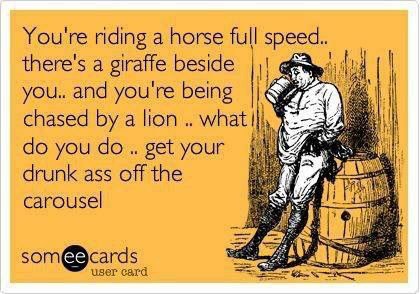 You're riding a horse full speed..
there's a giraffe beside
you.. and you're being
chased by a lion .. what
do you do .. get your
drunk ass off the
carousel
someecards
user card